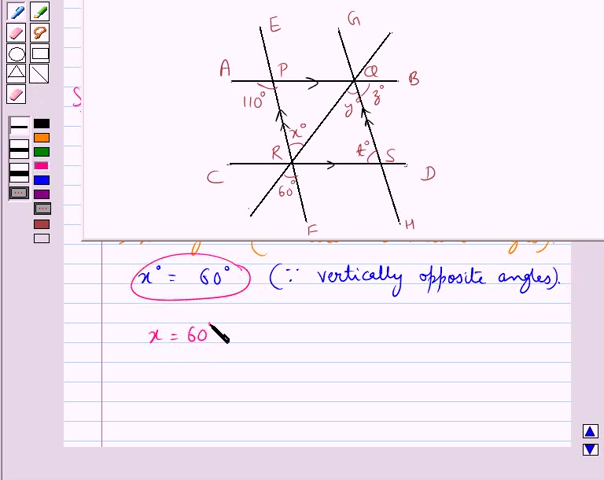 E
G
A
P
Q
B
110°
y°
z°
x°
R
t°
S
C
D
60°
F
H
x° = 60° (∵ vertically opposite angles).
x = 60